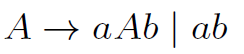 A → aAb | ab